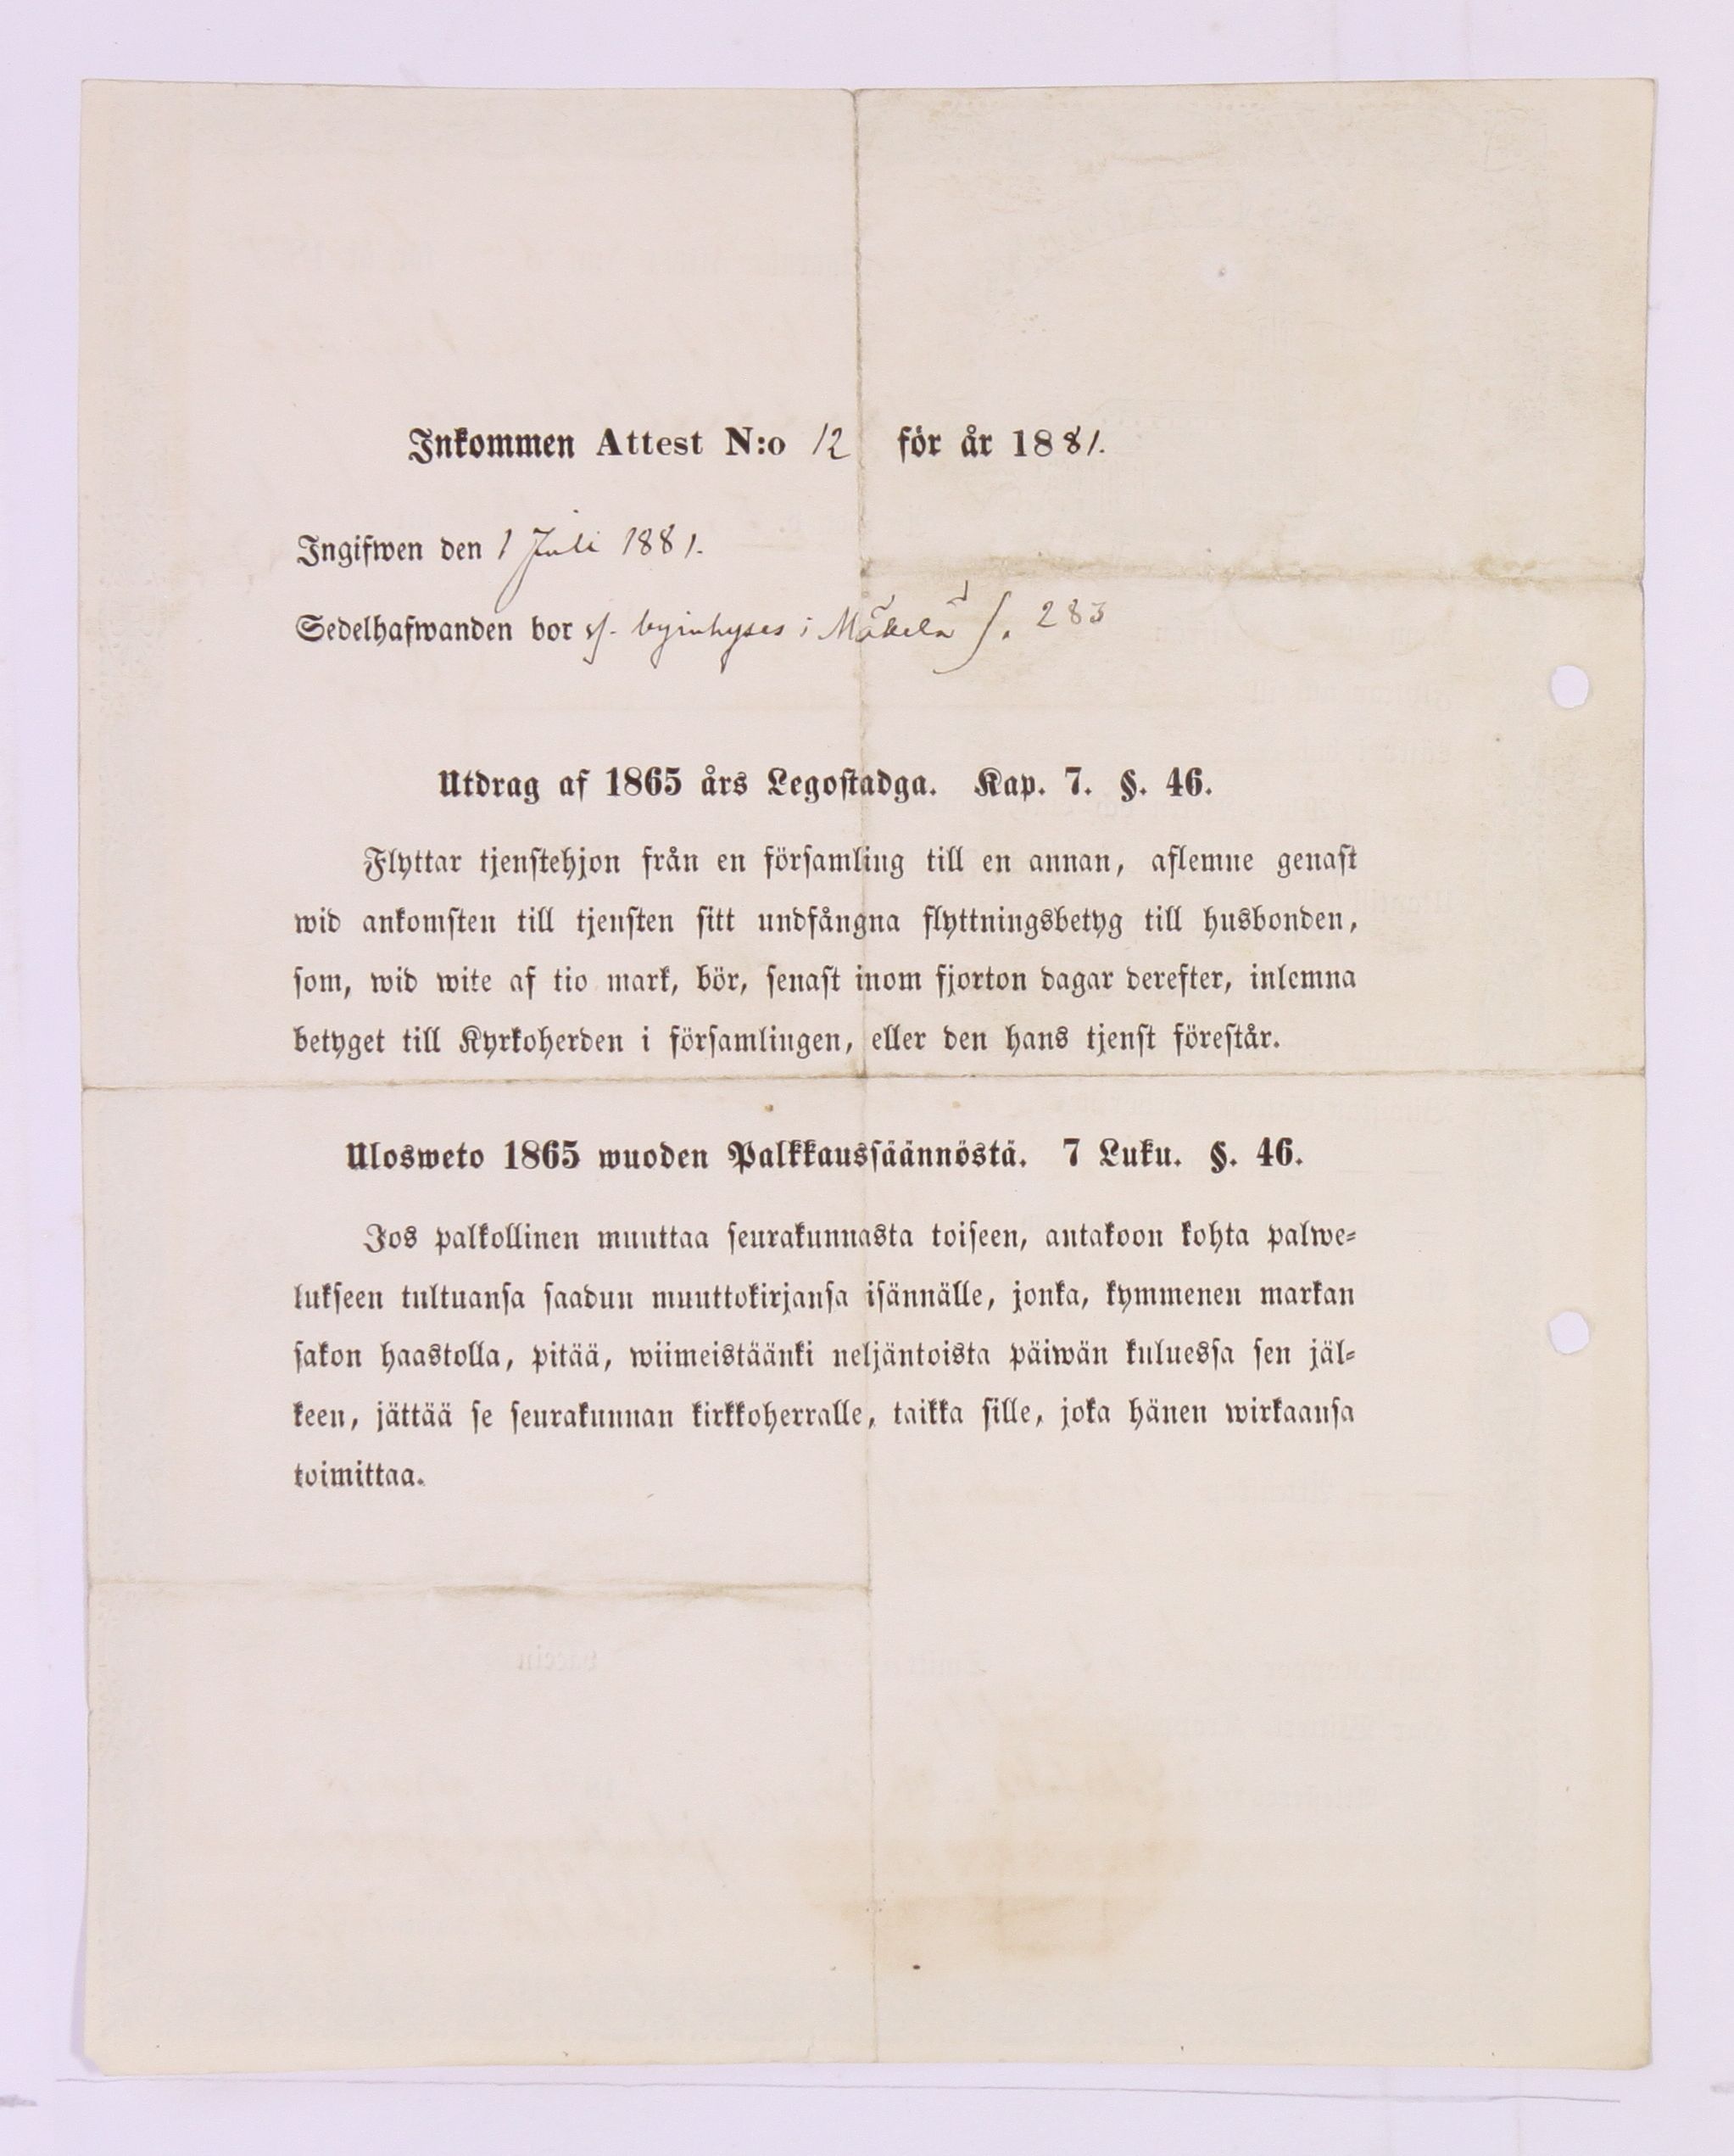 Inkommen Attest N:o 12 för år 1881.
Ingifwen den 1 Juli 1881.
Sedelhafwanden bor i Mäkelä f. 283
Utdrag af 1865 års Legostadga. Kap. 7. §. 46.
Flyttar tjenstehjon från en församling till en annan, aflemne genast
wid ankomsten till tjensten sitt undfångna flyttningsbetyg till husbonden,
som, wid wite af tio mark, bör, senast inom fjorton dagar derefter, inlemna
betyget till Kyrkoherden i församlingen, eller den hans tjenst förestår.
Ulosweto 1865 wuoden Palkkaussäännöstä. 7 Luku. §. 46.
Jos palkollinen muuttaa seurakunnasta toiseen, antakoon kohta palwe-
lukseen tultuansa saadun muuttokirjansa isännälle, jonka, kymmenen markan
sakon haastolla, pitää, wiimeistäänki neljäntoista päiwän kuluessa sen jäl-
keen, jättää se seurakunnan kirkkoherralle, taikka sille, joka hänen wirkaansa
toimittaa.